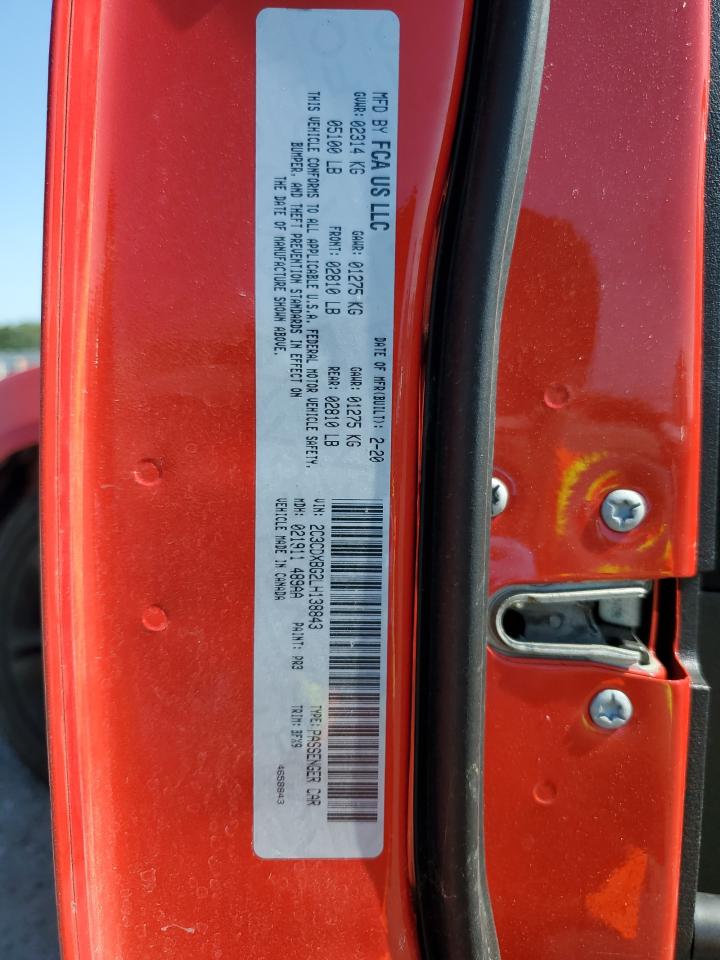 MFD BY FCA US LLC DATE OF MFR(BUILT): 2-20
GVWR: 02314 KG GAWR: 01275 KG GAWR: 01275 KG
05100 LB FRONT: 02810 LB REAR: 02810 LB
THIS VEHICLE CONFORMS TO ALL APPLICABLE U.S.A. FEDERAL MOTOR VEHICLE SAFETY,
BUMPER, AND THEFT PREVENTION STANDARDS IN EFFECT ON
THE DATE OF MANUFACTURE SHOWN ABOVE.
VIN: 2C3CDXBG2LH138843 TYPE: PASSENGER CAR
MDH: 021911 489AA PAINT: PR3 TRIM: BFX9
VEHICLE MADE IN CANADA 4658843